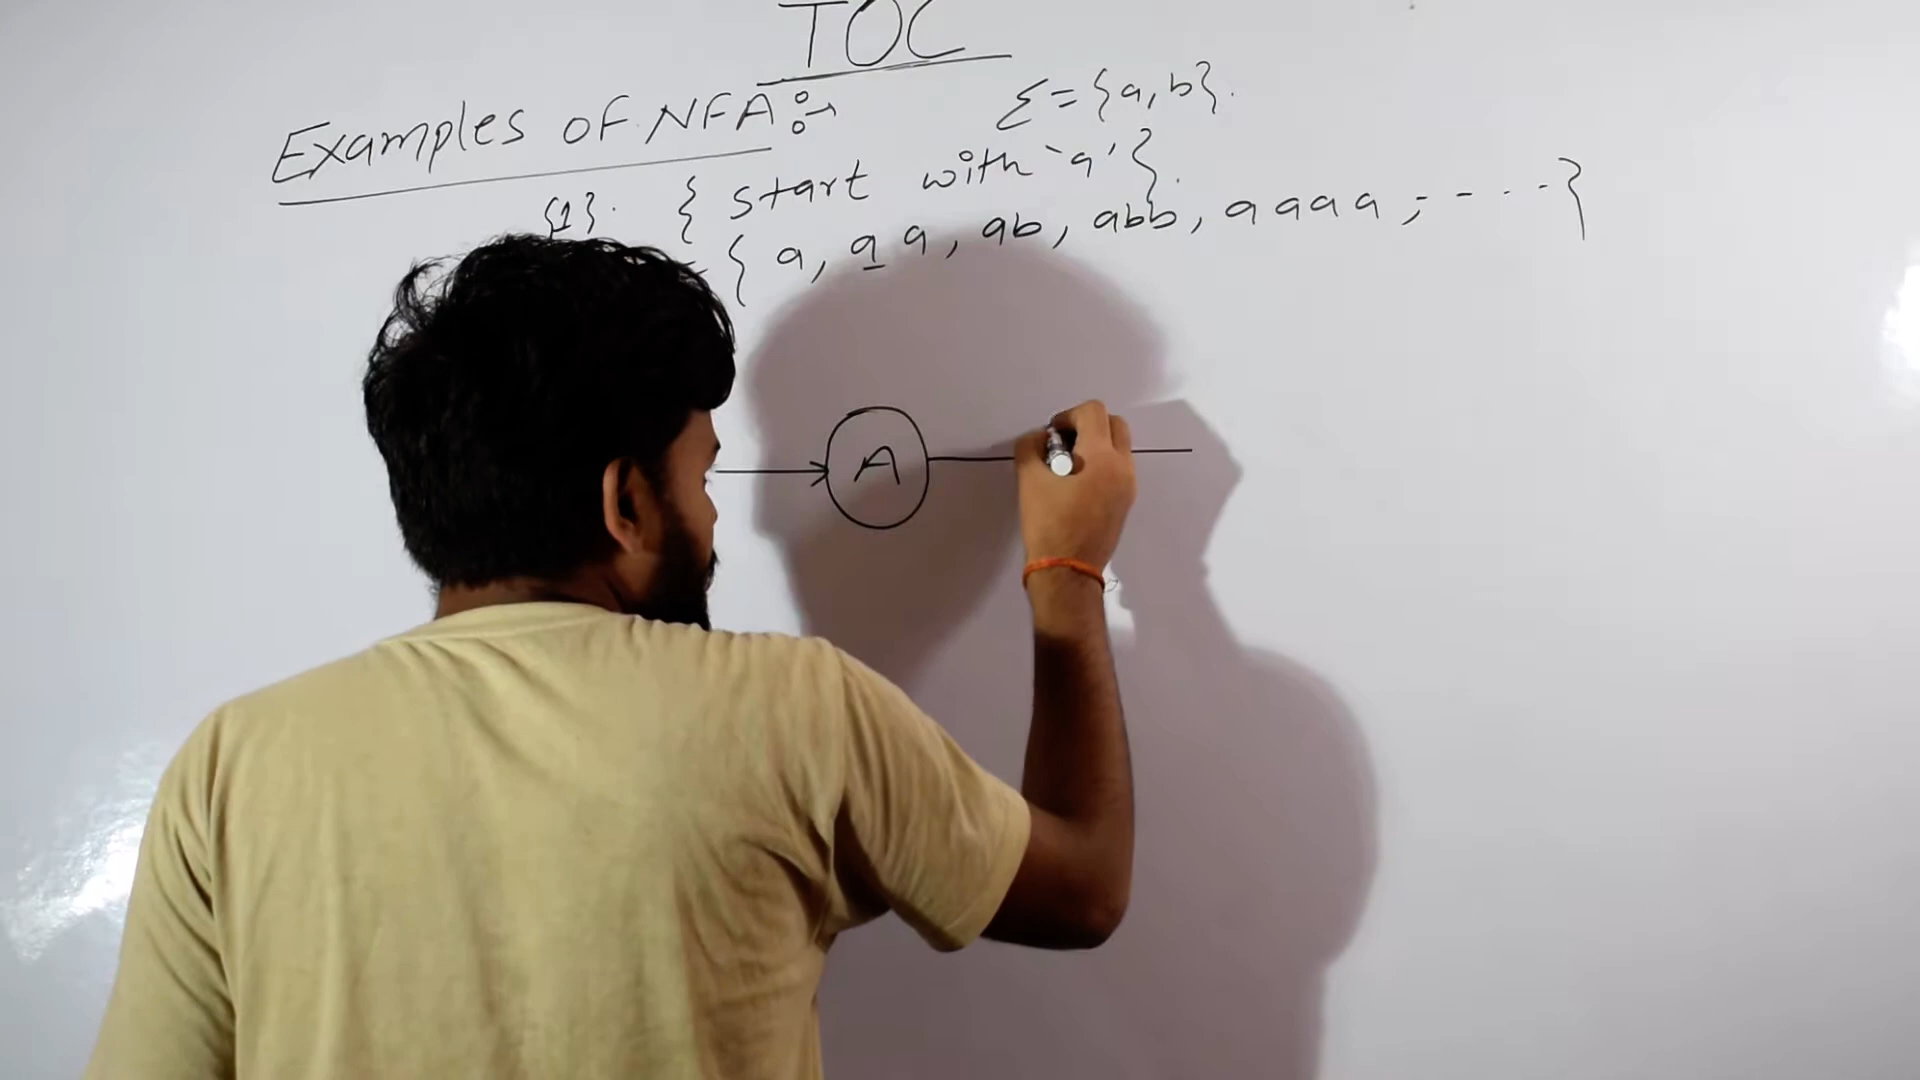 TOC
Examples of NFA:→
Σ={a,b}.
{1}. { start with `a' }.
= { a, aa, ab, abb, aaaa, - - - - }
A